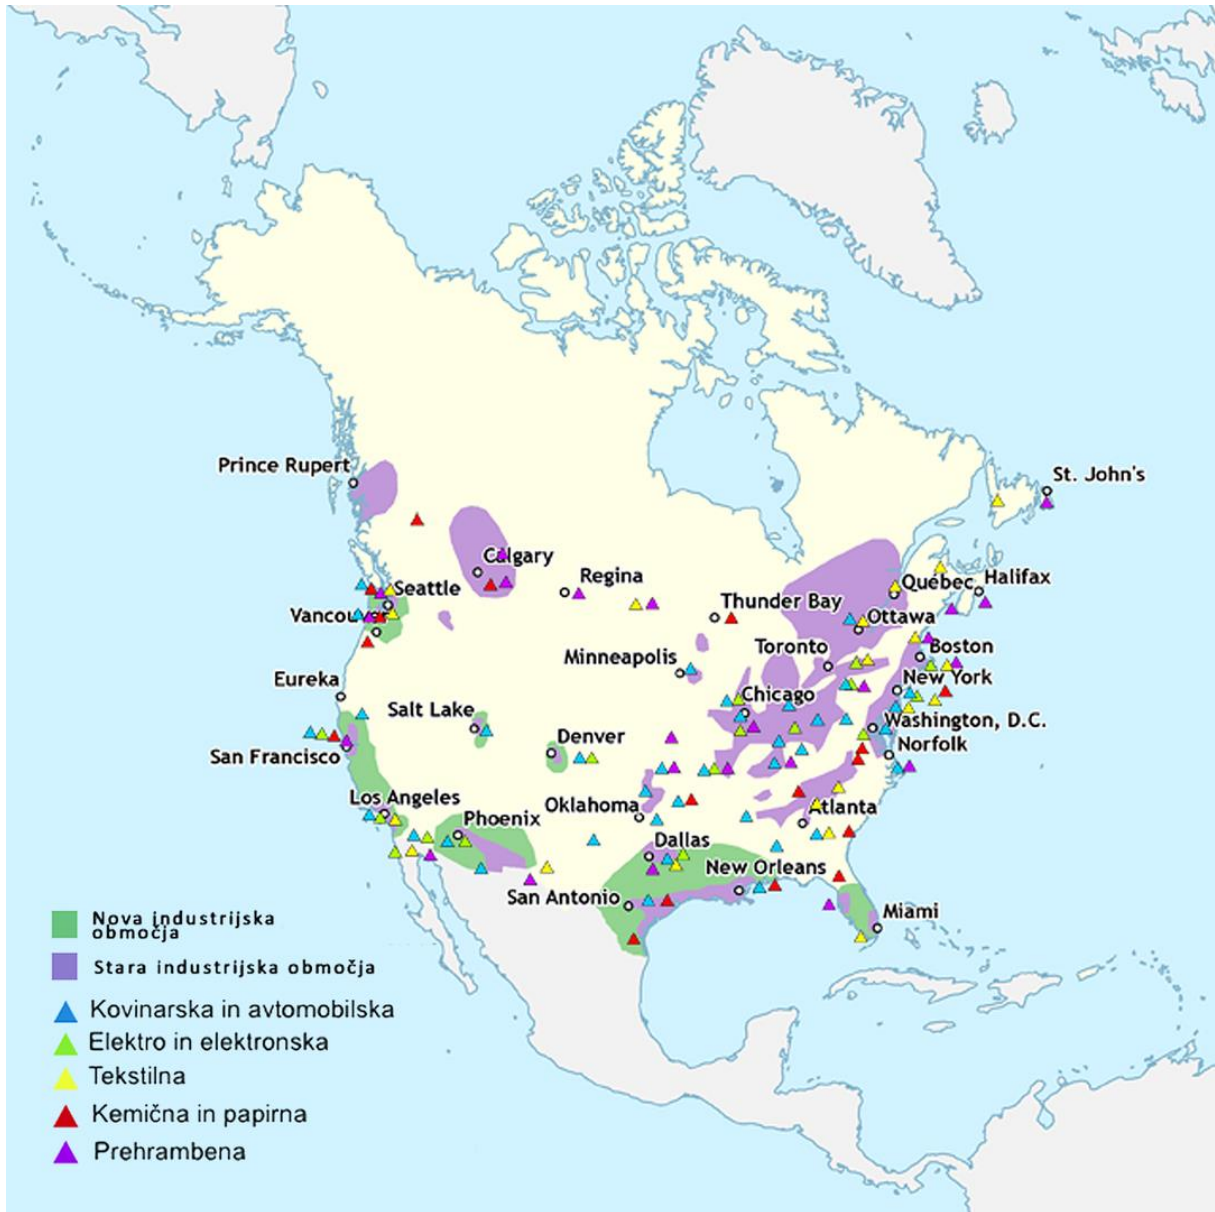 Prince Rupert
St. John's
Calgary
Regina
Québec
Halifax
Seattle
Thunder Bay
Ottawa
Vancou
Minneapolis
Toronto
Boston
Eureka
Chicago
New York
Salt Lake
Denver
Washington, D.C.
San Francisco
Norfolk
Los Angeles
Phoenix
Oklahoma
Atlanta
Dallas
New Orleans
San Antonio
Miami
Nova industrijska
območja
Stara industrijska območja
Kovinarska in avtomobilska
Elektro in elektronska
Tekstilna
Kemična in papirna
Prehrambena